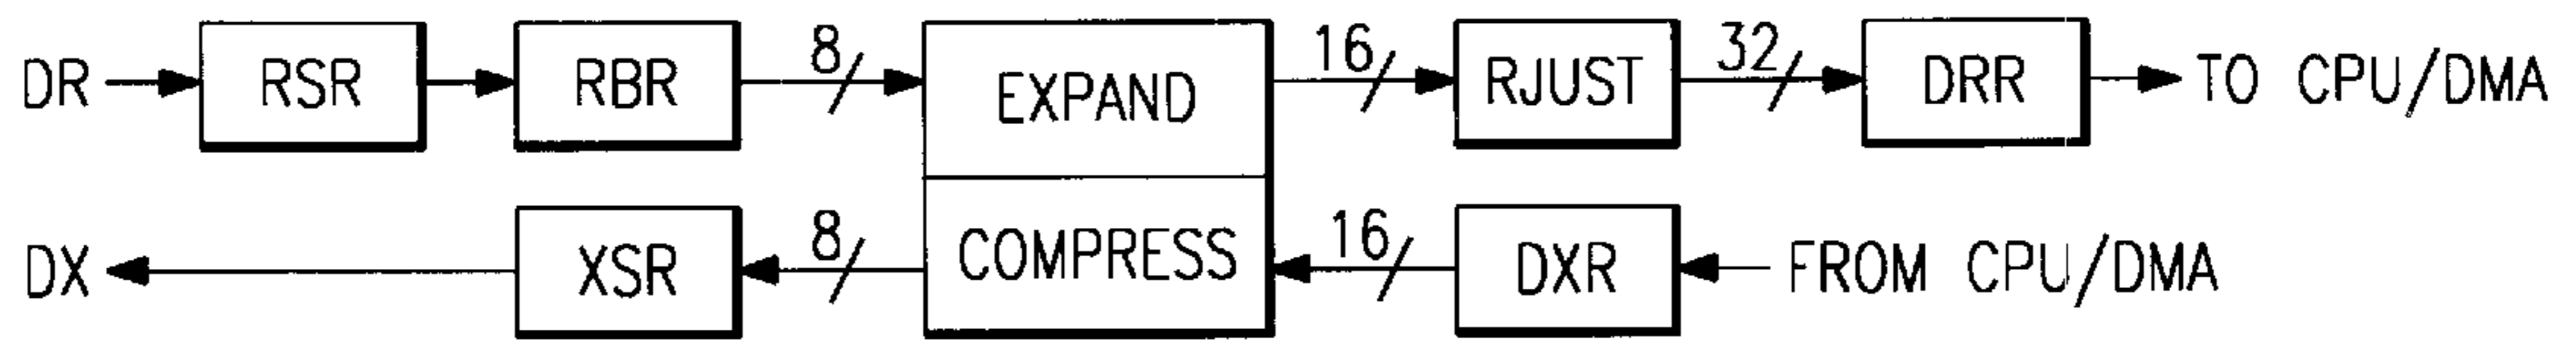 DR RSR RBR 8 EXPAND 16 RJUST 32 DRR TO CPU/DMA
DX XSR 8 COMPRESS 16 DXR FROM CPU/DMA